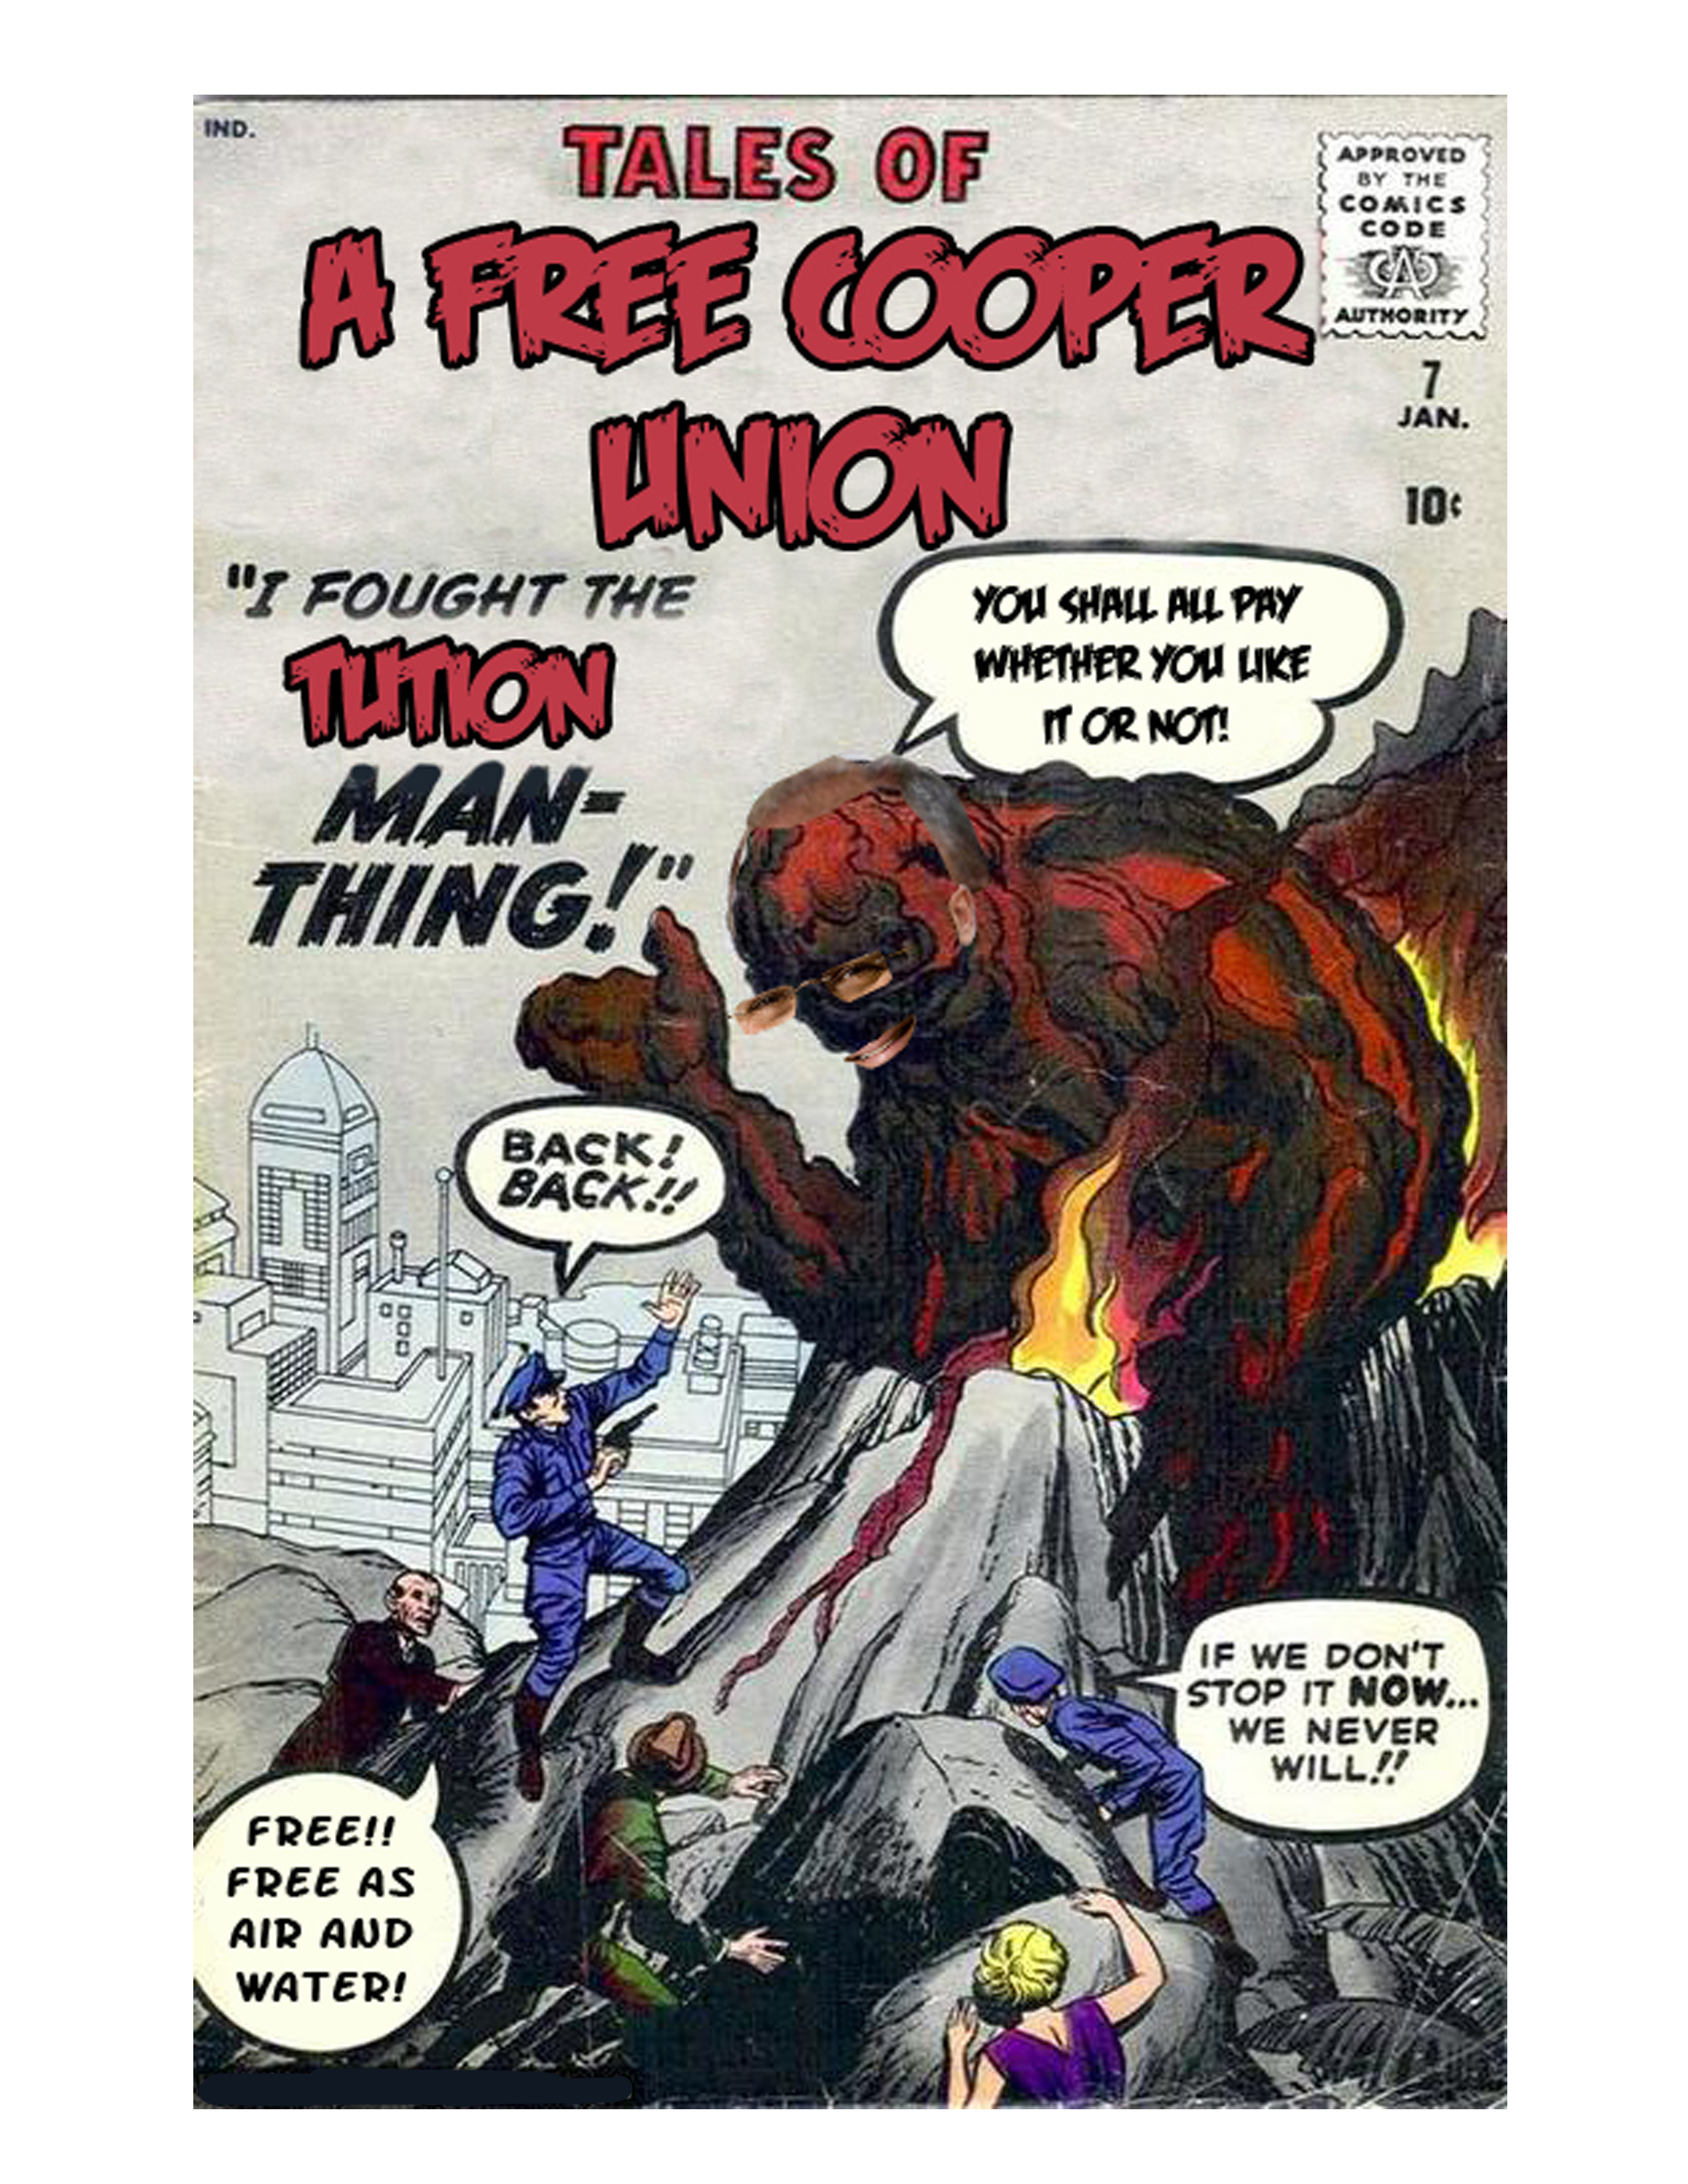 IND.
TALES OF
A FREE COOPER
UNION
APPROVED
BY THE
COMICS
CODE
CA
AUTHORITY
7
JAN.
10¢
"I FOUGHT THE
TUTION
MAN-
THING!"
YOU SHALL ALL PAY
WHETHER YOU LIKE
IT OR NOT!
BACK!
BACK!!
IF WE DON'T
STOP IT NOW...
WE NEVER
WILL!!
FREE!!
FREE AS
AIR AND
WATER!